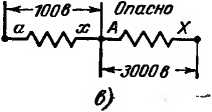 100в Опасно
а х А Х
3000в
в)